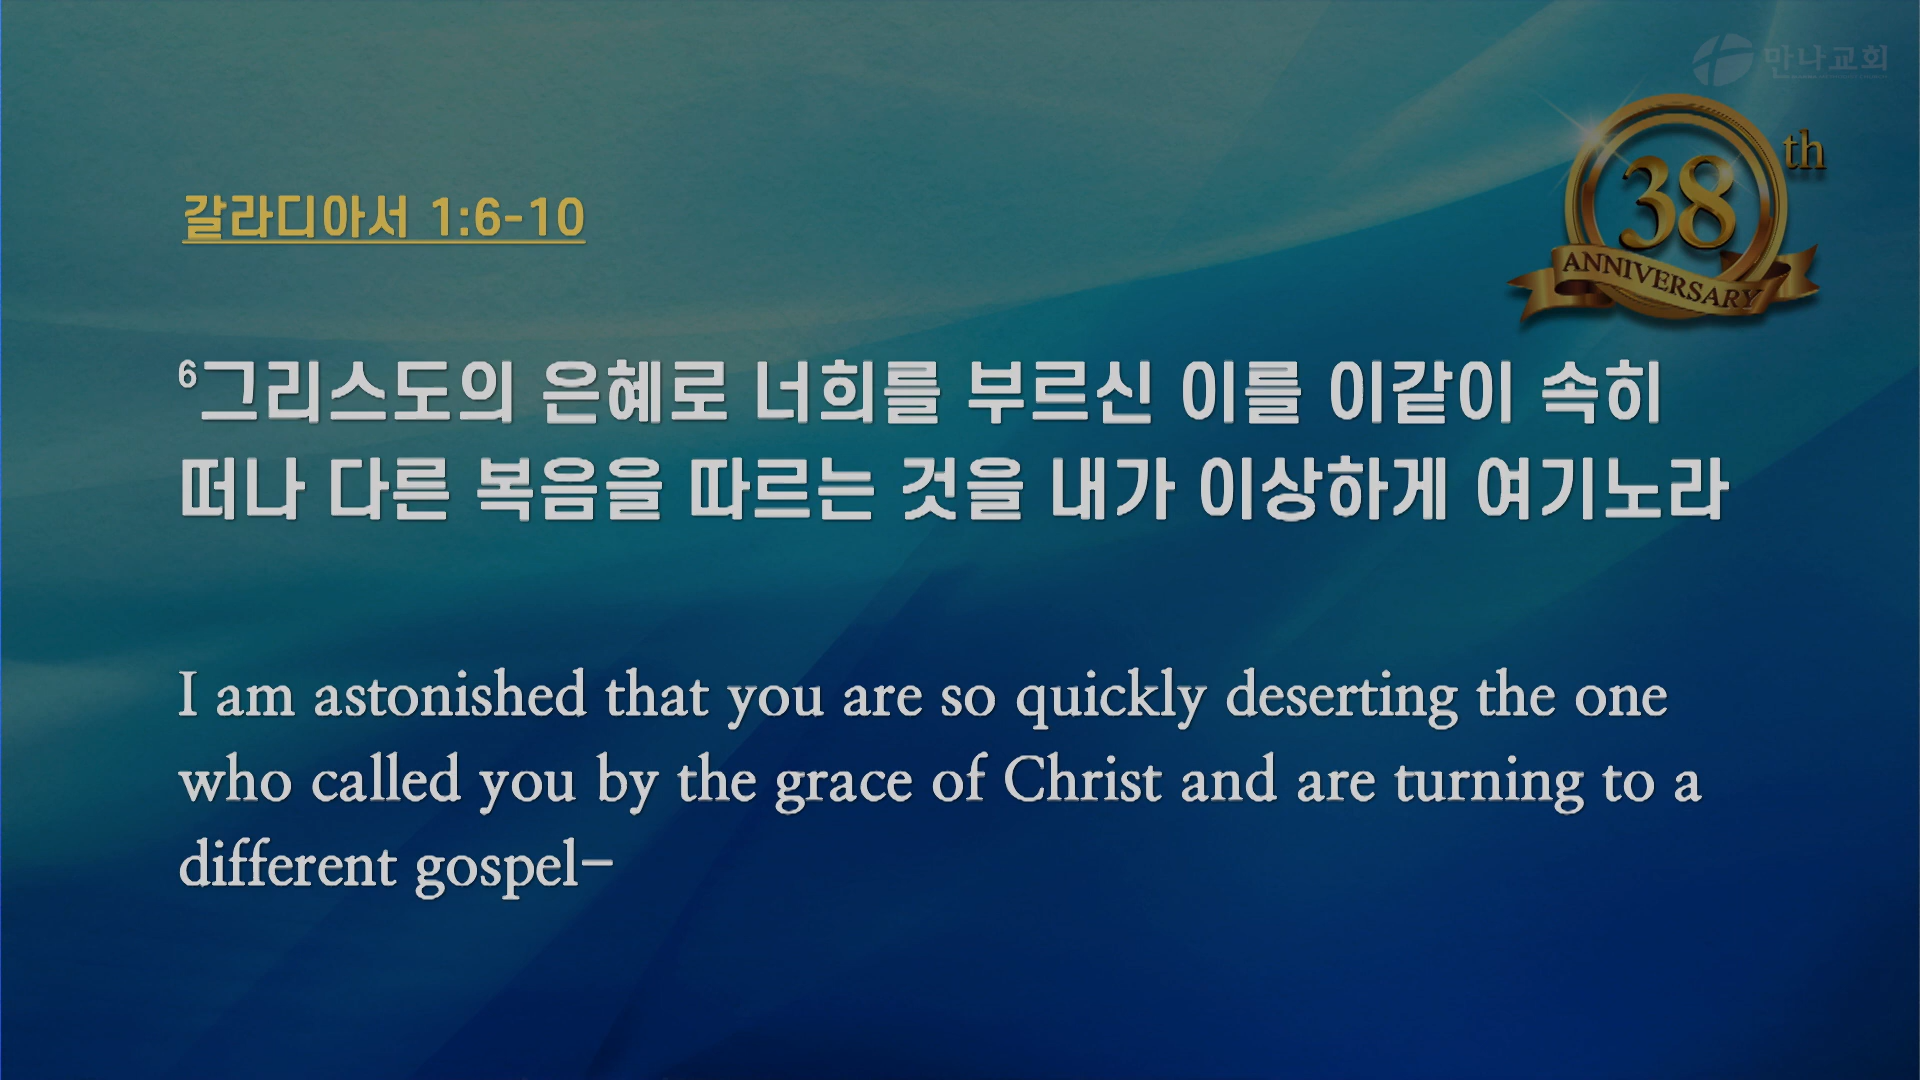 만나교회
38th
ANNIVERSARY
갈라디아서 1:6-10
6그리스도의 은혜로 너희를 부르신 이를 이같이 속히
떠나 다른 복음을 따르는 것을 내가 이상하게 여기노라
I am astonished that you are so quickly deserting the one
who called you by the grace of Christ and are turning to a
different gospel-